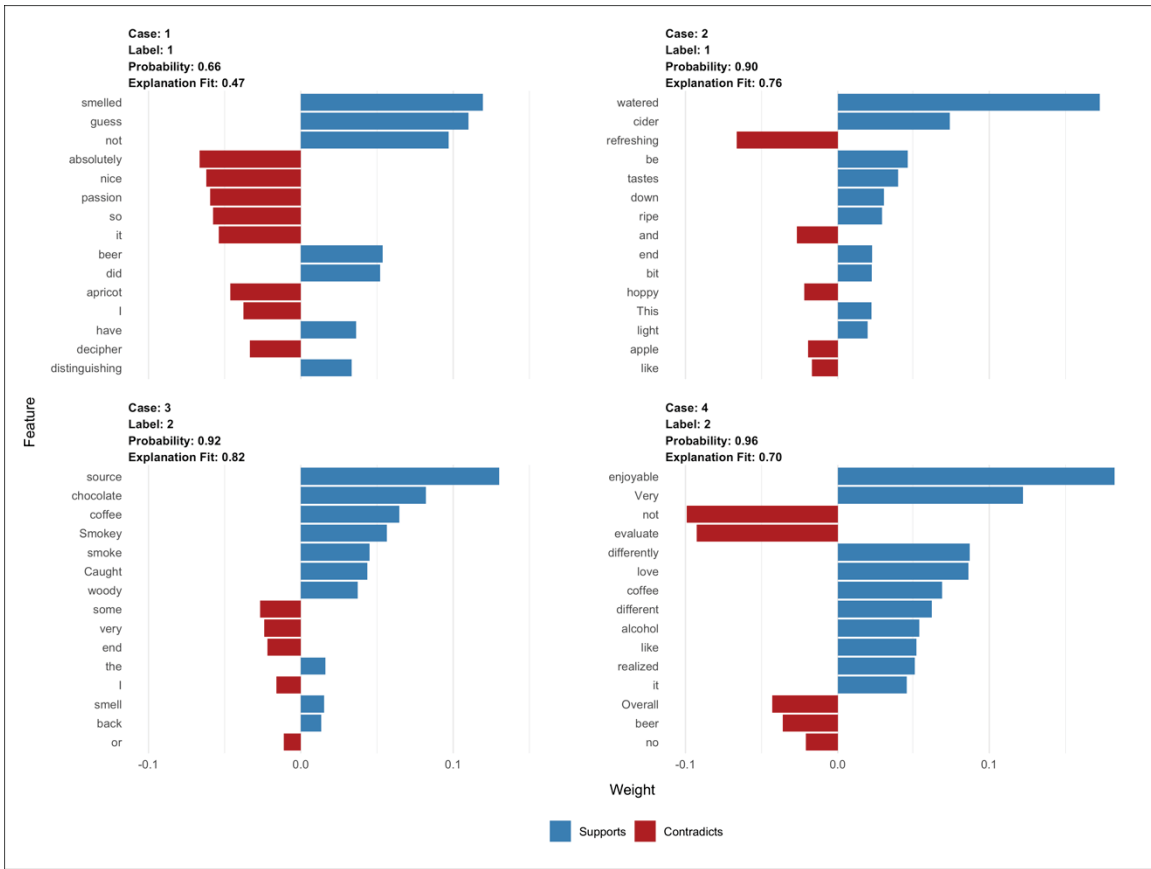 Case: 1
Label: 1
Probability: 0.66
Explanation Fit: 0.47
smelled
guess
not
absolutely
nice
passion
so
it
beer
did
apricot
I
have
decipher
distinguishing
Case: 2
Label: 1
Probability: 0.90
Explanation Fit: 0.76
watered
cider
refreshing
be
tastes
down
ripe
and
end
bit
hoppy
This
light
apple
like
Feature
Case: 3
Label: 2
Probability: 0.92
Explanation Fit: 0.82
source
chocolate
coffee
Smokey
smoke
Caught
woody
some
very
end
the
I
smell
back
or
-0.1 0.0 0.1
Case: 4
Label: 2
Probability: 0.96
Explanation Fit: 0.70
enjoyable
Very
not
evaluate
differently
love
coffee
different
alcohol
like
realized
it
Overall
beer
no
-0.1 0.0 0.1
Weight
Supports Contradicts